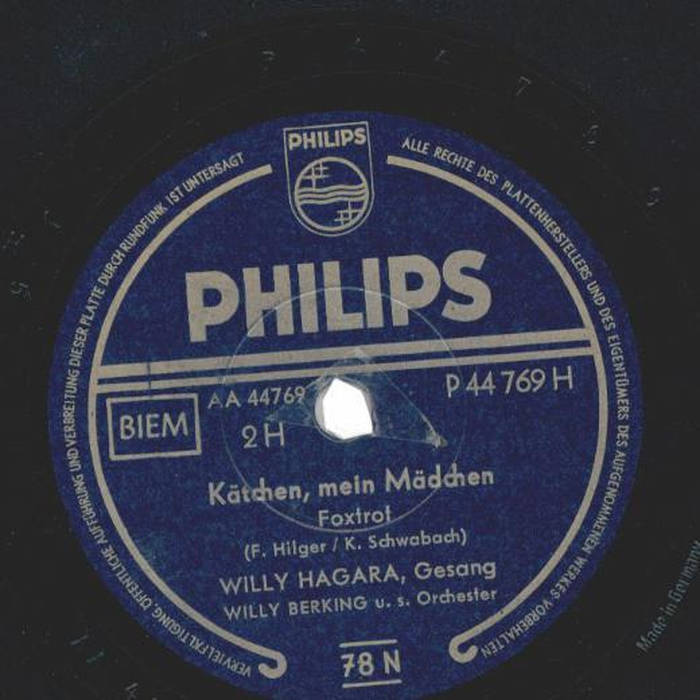 PHILIPS
ALLE RECHTE DES PLATTENHERSTELLERS UND DES EIGENTÜMERS DES AUFGENOMMENEN WERKES VORBEHALTEN
VERVIELFÄLTIGUNG, ÖFFENTLICHE AUFFÜHRUNG UND VERBREITUNG DIESER PLATTE DURCH RUNDFUNK IST UNTERSAGT
PHILIPS
BIEM
AA 44769
2 H
P 44 769 H
Kätchen, mein Mädchen
Foxtrot
(F. Hilger / K. Schwabach)
WILLY HAGARA, Gesang
WILLY BERKING u. s. Orchester
78 N
Made in Germany